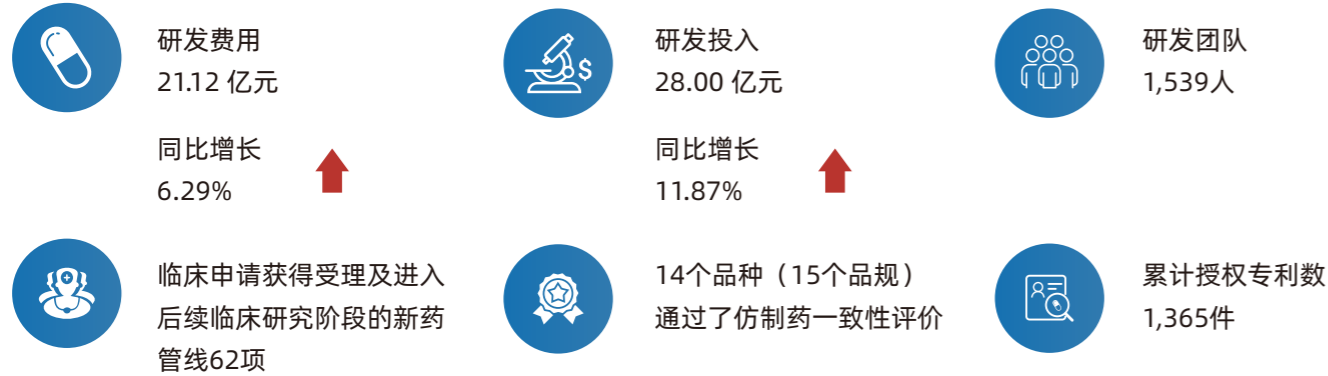 研发费用
21.12 亿元
同比增长
6.29%
研发投入
28.00 亿元
同比增长
11.87%
研发团队
1,539人
临床申请获得受理及进入
后续临床研究阶段的新药
管线62项
14个品种（15个品规）
通过了仿制药一致性评价
累计授权专利数
1,365件